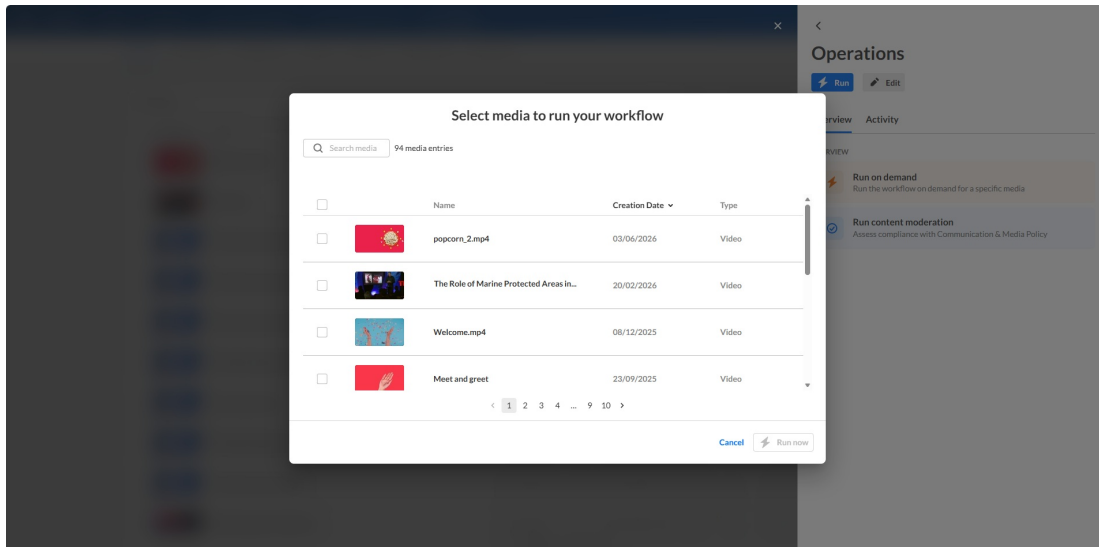 Operations
Run
Edit
erview
Activity
RVIEW
Run on demand
Run the workflow on demand for a specific media
Run content moderation
Assess compliance with Communication & Media Policy
Select media to run your workflow
Search media
94 media entries
Name Creation Date Type
popcorn_2.mp4 03/06/2026 Video
The Role of Marine Protected Areas in... 20/02/2026 Video
Welcome.mp4 08/12/2025 Video
Meet and greet 23/09/2025 Video
1 2 3 4 ... 9 10
Cancel
Run now